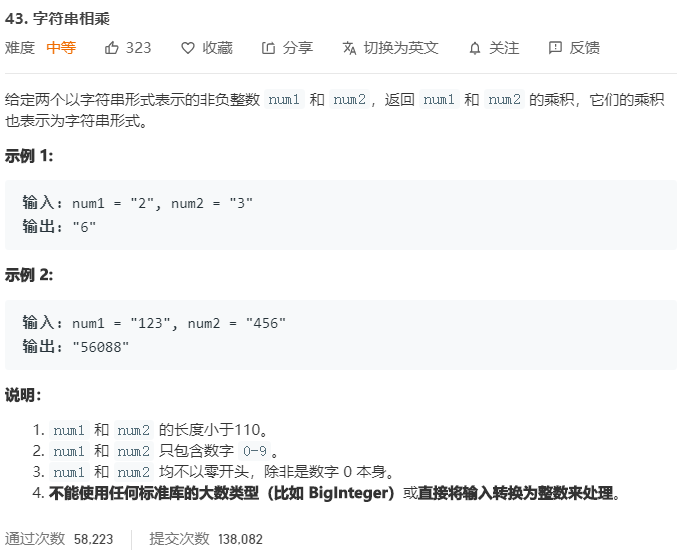 43. 字符串相乘
难度 中等 323 收藏 分享 切换为英文 关注 反馈
给定两个以字符串形式表示的非负整数 num1 和 num2，返回 num1 和 num2 的乘积，它们的乘积
也表示为字符串形式。
示例 1:
输入: num1 = "2", num2 = "3"
输出: "6"
示例 2:
输入: num1 = "123", num2 = "456"
输出: "56088"
说明：
1. num1 和 num2 的长度小于110。
2. num1 和 num2 只包含数字 0-9。
3. num1 和 num2 均不以零开头，除非是数字 0 本身。
4. 不能使用任何标准库的大数类型（比如 BigInteger）或直接将输入转换为整数来处理。
通过次数 58,223 提交次数 138,082